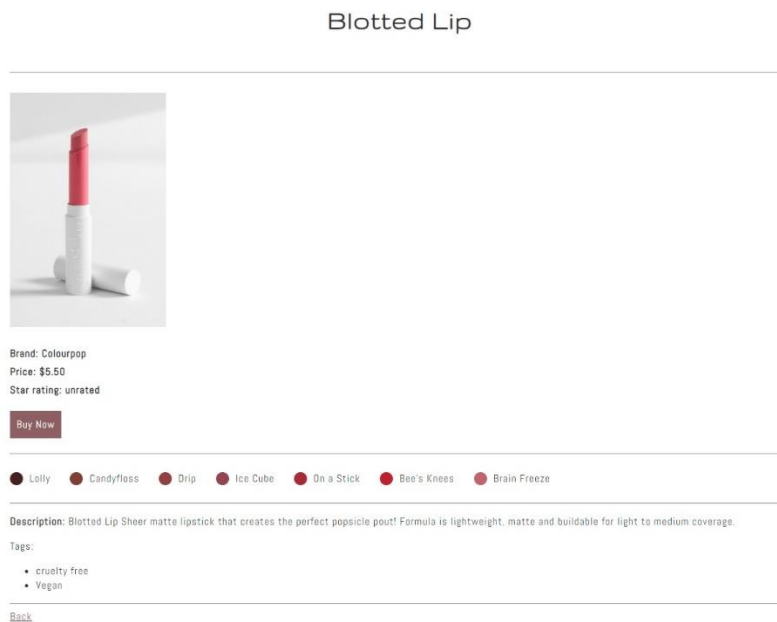 Blotted Lip
Brand: Colourpop
Price: $5.50
Star rating: unrated
Buy Now
Lolly Candyfloss Drip Ice Cube On a Stick Bee's Knees Brain Freeze
Description: Blotted Lip Sheer matte lipstick that creates the perfect popsicle pout! Formula is lightweight, matte and buildable for light to medium coverage.
Tags:
cruelty free
Vegan
Back